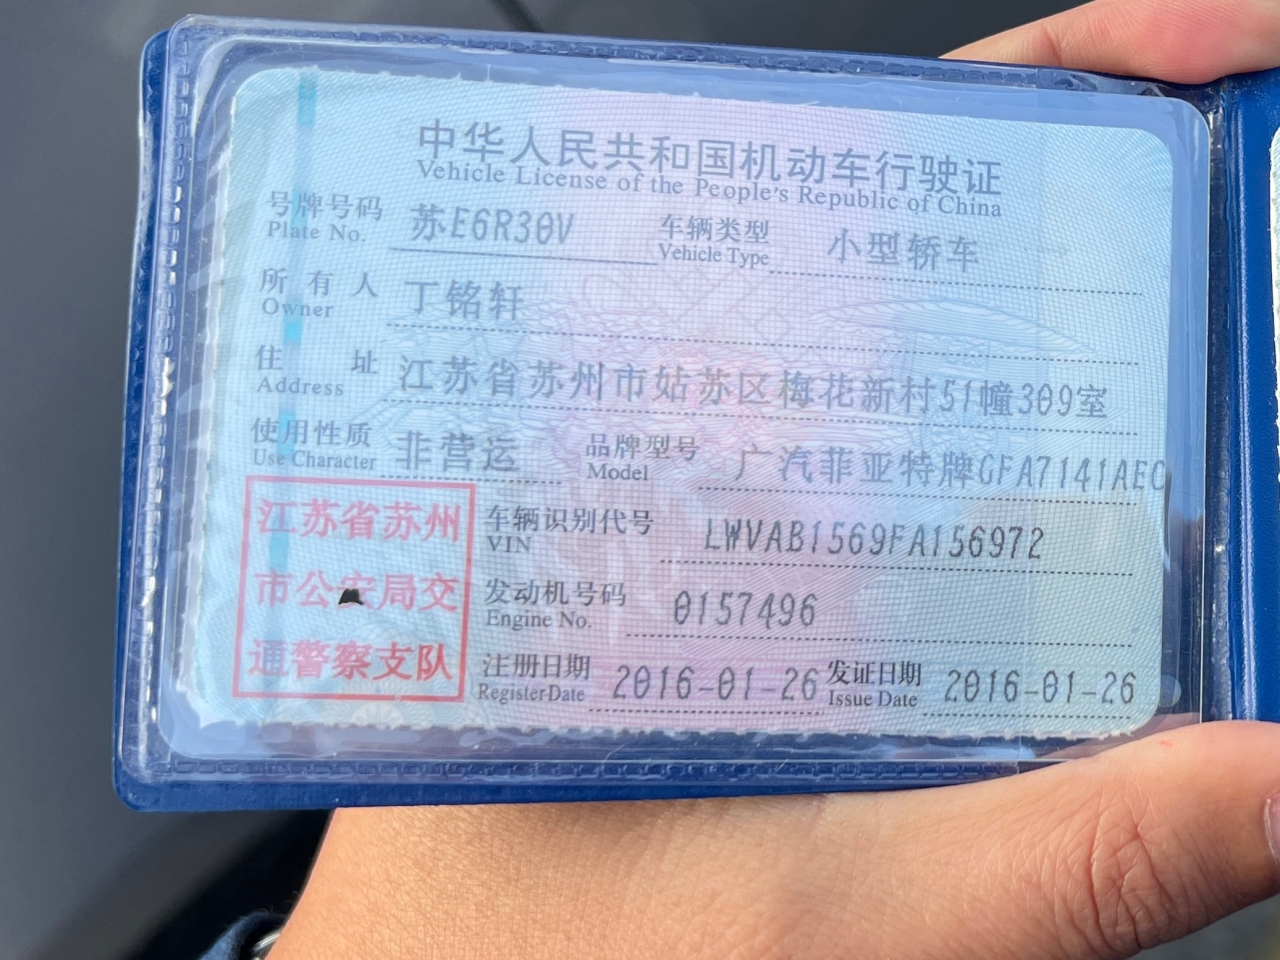 中华人民共和国机动车行驶证
Vehicle License of the People's Republic of China
号牌号码 苏E6R30V 车辆类型 小型轿车
Plate No. Vehicle Type
所有人 丁铭轩
Owner
住址 江苏省苏州市姑苏区梅花新村51幢309室
Address
使用性质 非营运 品牌型号 广汽菲亚特牌GFA7141AEC
Use Character Model
江苏省苏州
市公安局交
通警察支队
车辆识别代号 LWVAB1569FA156972
VIN
发动机号码 0157496
Engine No.
注册日期 2016-01-26 发证日期 2016-01-26
Register Date Issue Date